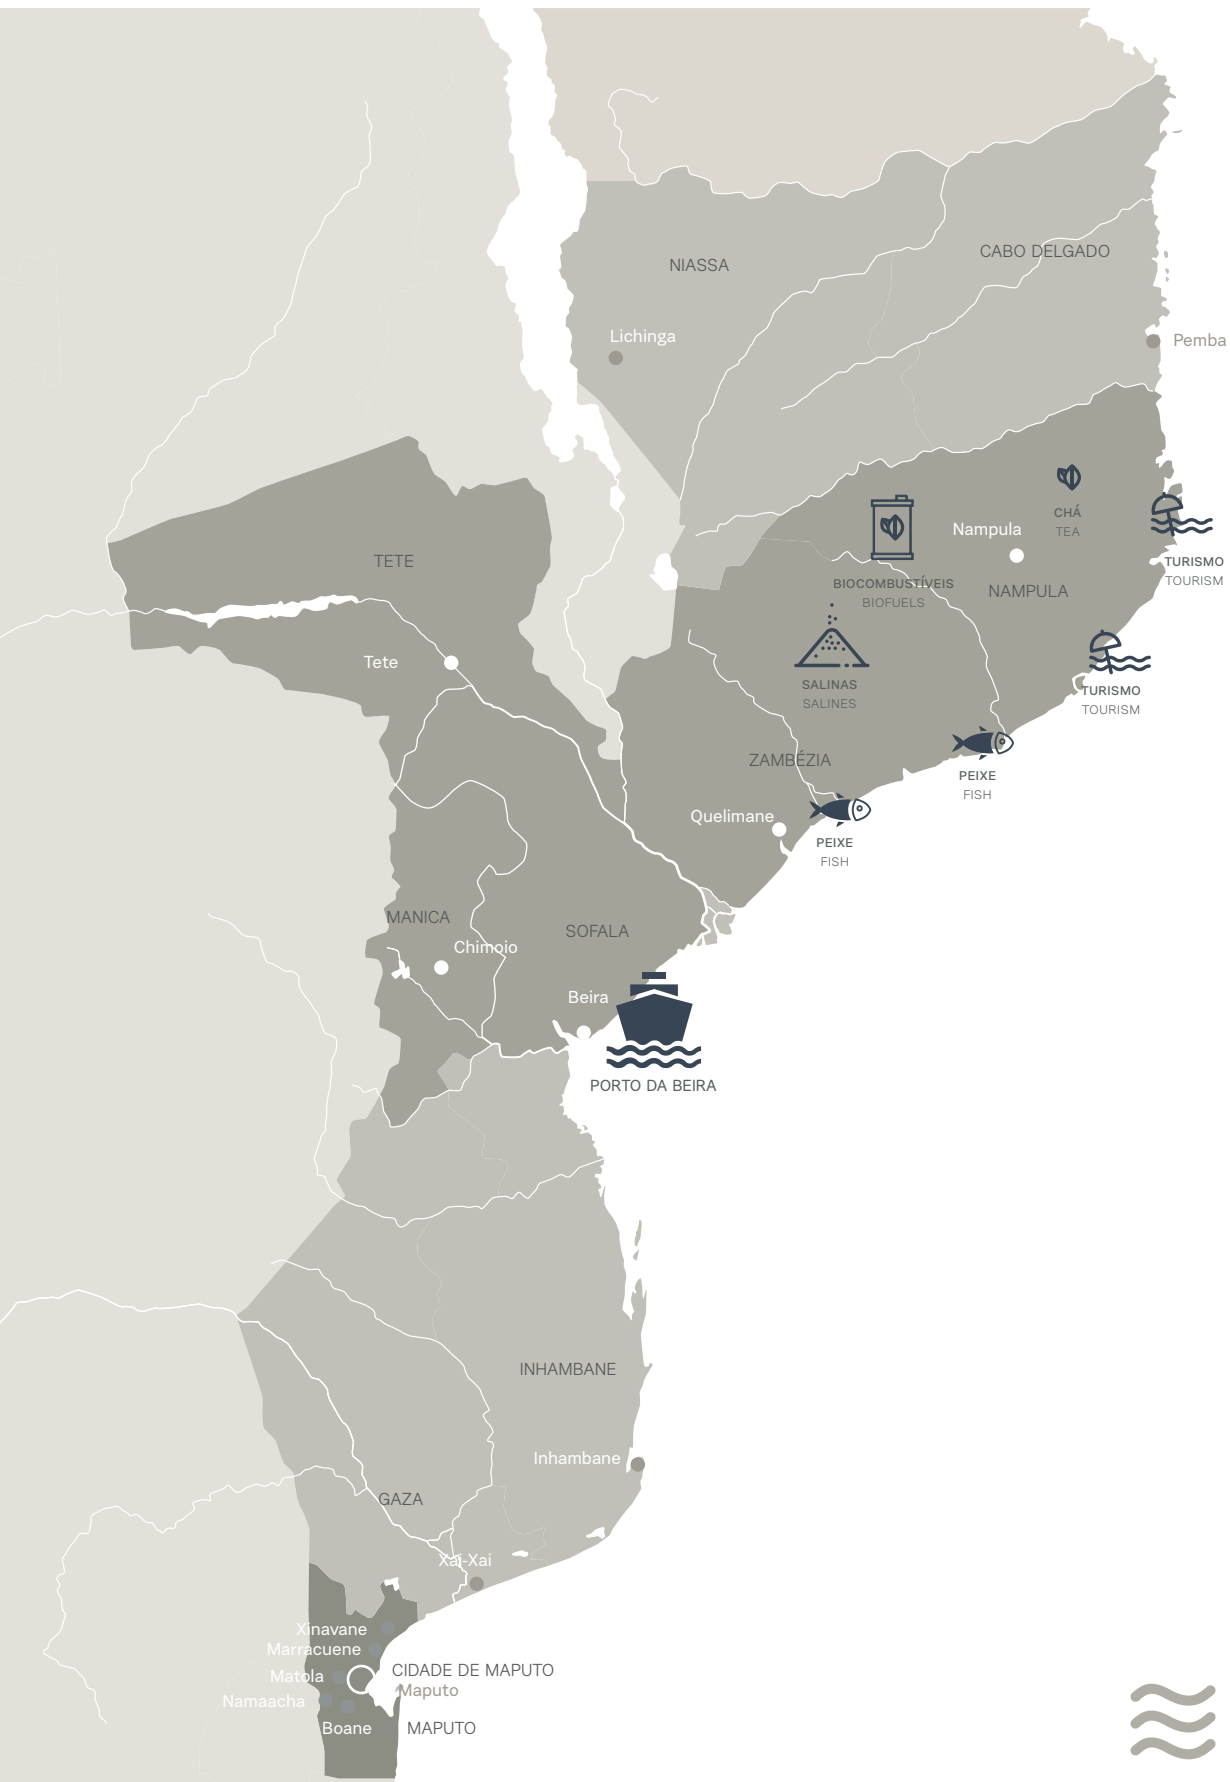 CABO DELGADO
NIASSA
Lichinga
Pemba
CHÁ
TEA
Nampula
TETE
TURISMO
TOURISM
BIOCOMBUSTÍVEIS
BIOFUELS
NAMPULA
Tete
SALINAS
SALINES
TURISMO
TOURISM
ZAMBÉZIA
PEIXE
FISH
Quelimane
PEIXE
FISH
MANICA
SOFALA
Chimoio
Beira
PORTO DA BEIRA
INHAMBANE
Inhambane
GAZA
Xai-Xai
Xinavane
Marracuene
CIDADE DE MAPUTO
Matola
Maputo
Namaacha
Boane
MAPUTO